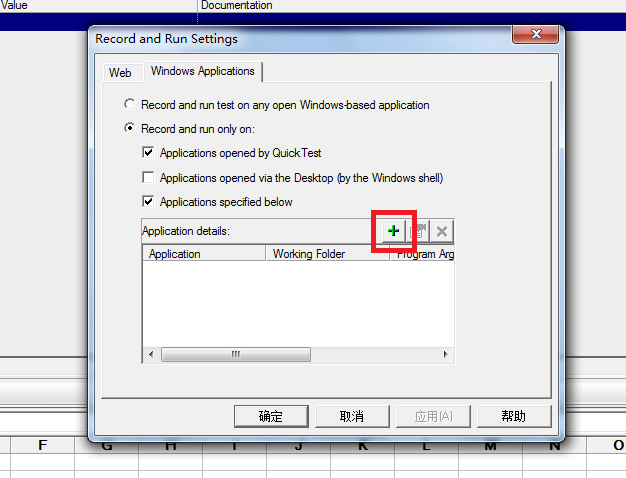 Value Documentation
Record and Run Settings
Web Windows Applications
Record and run test on any open Windows-based application
Record and run only on:
Applications opened by QuickTest
Applications opened via the Desktop (by the Windows shell)
Applications specified below
Application details:
Application Working Folder Program Arg
确定 取消 应用(A) 帮助
F G H I J K L M N O